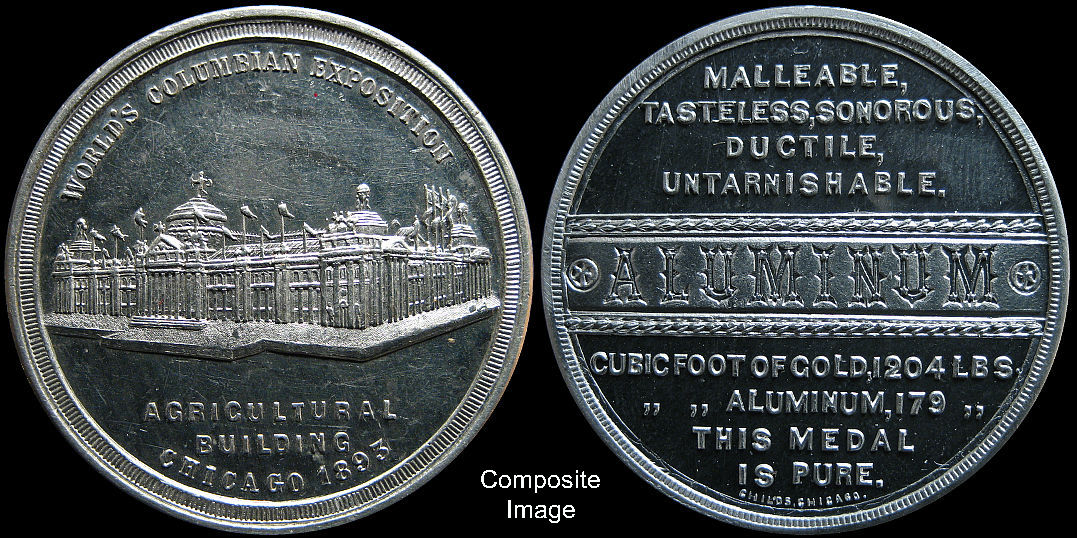 WORLD'S COLUMBIAN EXPOSITION
AGRICULTURAL
BUILDING
CHICAGO 1893
MALLEABLE,
TASTELESS,SONOROUS,
DUCTILE,
UNTARNISHABLE.
ALUMINUM
CUBIC FOOT OF GOLD,1204 LBS.
„ „ ALUMINUM,179 „
THIS MEDAL
IS PURE.
CHILDS,CHICAGO.
Composite
Image